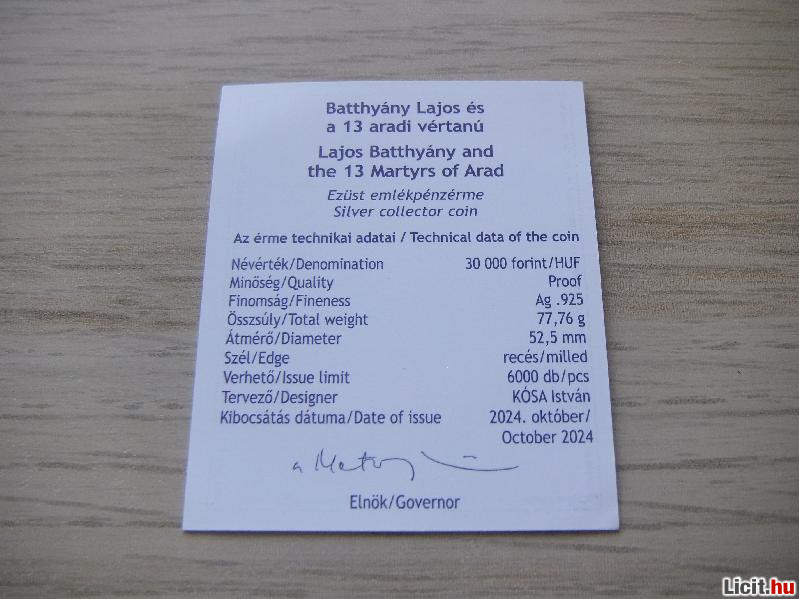 Batthyány Lajos és
a 13 aradi vértanú
Lajos Batthyány and
the 13 Martyrs of Arad
Ezüst emlékpénzérme
Silver collector coin
Az érme technikai adatai / Technical data of the coin
Névérték/Denomination 30 000 forint/HUF
Minőség/Quality Proof
Finomság/Fineness Ag .925
Összsúly/Total weight 77,76 g
Átmérő/Diameter 52,5 mm
Szél/Edge recés/milled
Verhető/Issue limit 6000 db/pcs
Tervező/Designer KÓSA István
Kibocsátás dátuma/Date of issue 2024. október/
October 2024
Elnök/Governor
Licit.hu